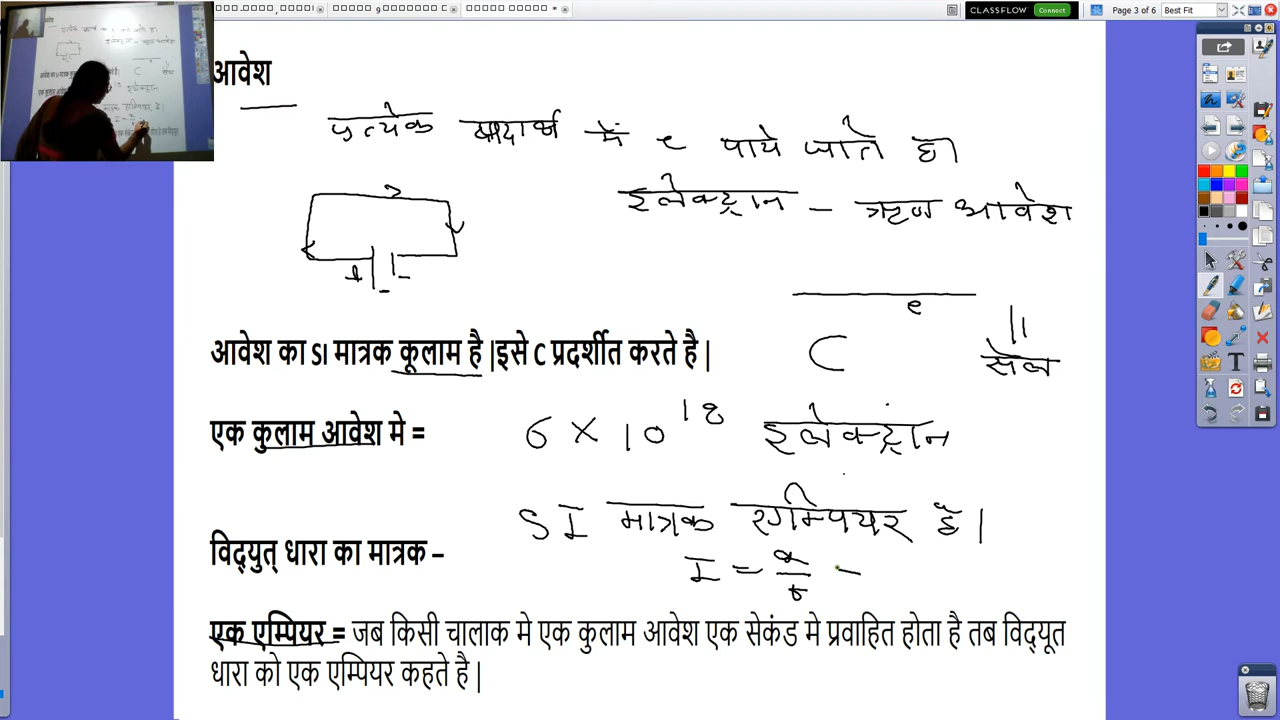 CLASSFLOW Connect Page 3 of 6 Best Fit
आवेश
प्रत्येक पदार्थ में e पाये जाते है।
इलेक्ट्रान – ऋण आवेश
+ -
e
आवेश का SI मात्रक कूलाम है |इसे C प्रदर्शीत करते है | C सेल
एक कुलाम आवेश मे = 6 × 10¹⁸ इलेक्ट्रान
SI मात्रक एम्पियर है |
विद्युत् धारा का मात्रक –
I = Q/t =
एक एम्पियर = जब किसी चालाक मे एक कुलाम आवेश एक सेकंड मे प्रवाहित होता है तब विद्यूत
धारा को एक एम्पियर कहते है |